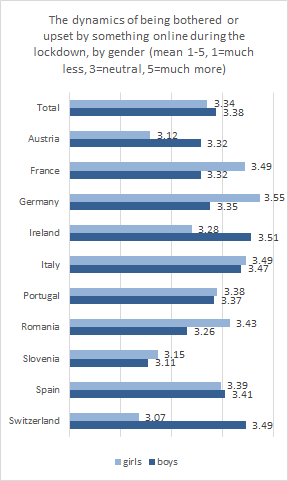 The dynamics of being bothered or
upset by something online during the
lockdown, by gender (mean 1-5, 1=much
less, 3=neutral, 5=much more)
Total 3.34
3.38
Austria 3.12
3.32
France 3.49
3.32
Germany 3.55
3.35
Ireland 3.28
3.51
Italy 3.49
3.47
Portugal 3.38
3.37
Romania 3.43
3.26
Slovenia 3.15
3.11
Spain 3.39
3.41
Switzerland 3.07
3.49
girls boys